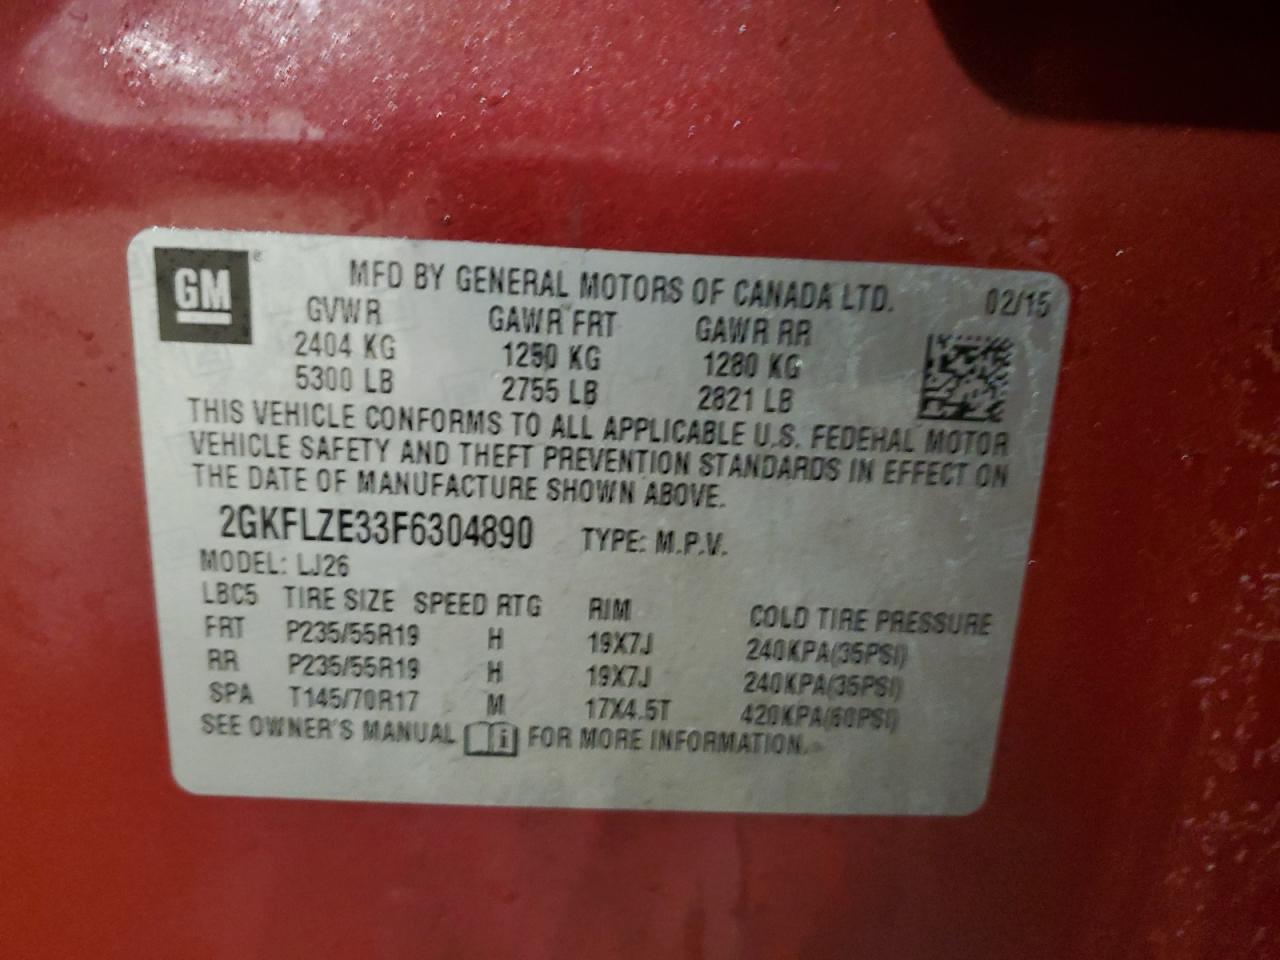 GM ®
MFD BY GENERAL MOTORS OF CANADA LTD. 02/15
GVWR GAWR FRT GAWR RR
2404 KG 1250 KG 1280 KG
5300 LB 2755 LB 2821 LB
THIS VEHICLE CONFORMS TO ALL APPLICABLE U.S. FEDERAL MOTOR
VEHICLE SAFETY AND THEFT PREVENTION STANDARDS IN EFFECT ON
THE DATE OF MANUFACTURE SHOWN ABOVE.
2GKFLZE33F6304890 TYPE: M.P.V.
MODEL: LJ26
LBC5 TIRE SIZE SPEED RTG RIM COLD TIRE PRESSURE
FRT P235/55R19 H 19X7J 240KPA(35PSI)
RR P235/55R19 H 19X7J 240KPA(35PSI)
SPA T145/70R17 M 17X4.5T 420KPA(60PSI)
SEE OWNER'S MANUAL i FOR MORE INFORMATION.